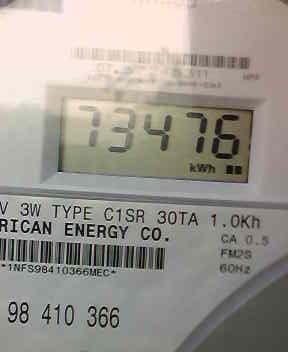 73476
kWh
V 3W TYPE C1SR 30TA 1.0Kh
RICAN ENERGY CO.
CA 0.5
FM2S
60Hz
*1NFS98410366MEC*
98 410 366